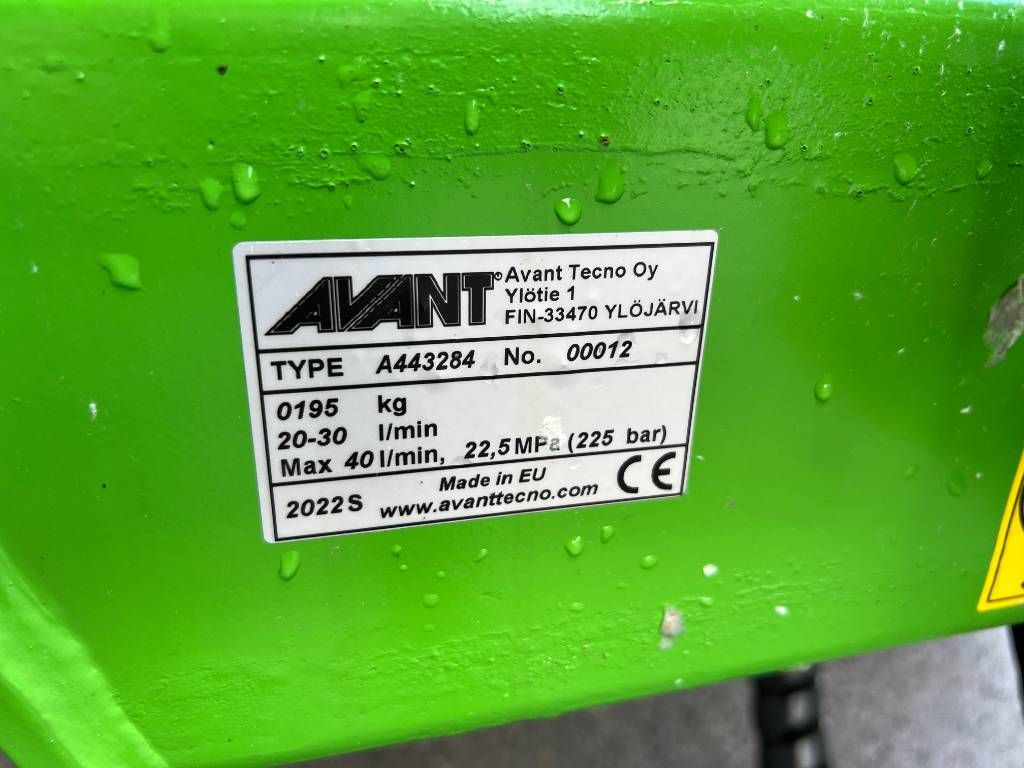 AVANT®
Avant Tecno Oy
Ylötie 1
FIN-33470 YLÖJÄRVI
TYPE A443284 No. 00012
0195 kg
20-30 l/min
Max 40 l/min, 22,5 MPa (225 bar)
2022 S
Made in EU
www.avanttecno.com
CE